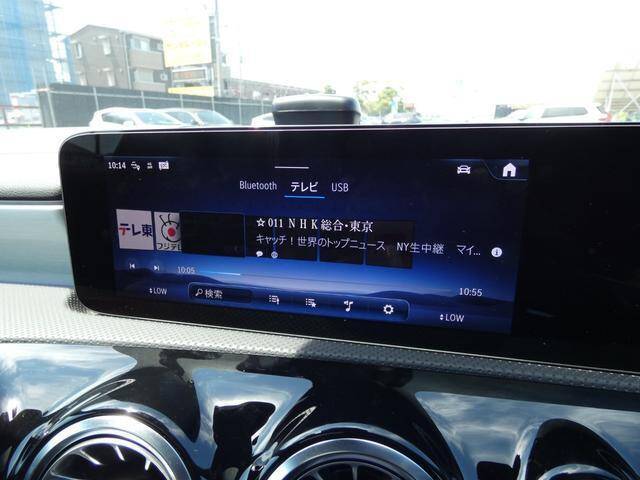 10:14
Bluetooth テレビ USB
テレ東 フジテレビ
☆011 NHK総合・東京
キャッチ!世界のトップニュース NY生中継 マイ...
10:05
10:55
LOW 検索 LOW